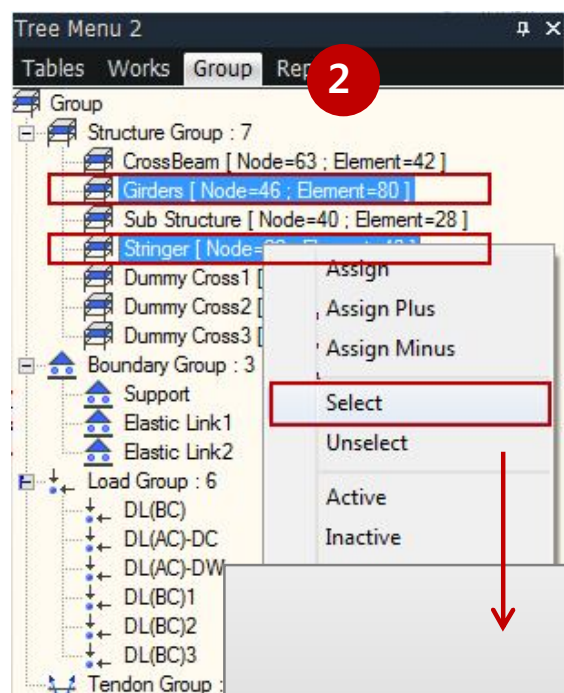 Tree Menu 2
Tables Works Group Rep
2
Group
Structure Group : 7
CrossBeam [ Node=63 ; Element=42 ]
Girders [ Node=46 ; Element=80 ]
Sub Structure [ Node=40 ; Element=28 ]
Stringer [ Node=
Dummy Cross1 [
Dummy Cross2 [
Dummy Cross3 [
Boundary Group : 3
Support
Elastic Link1
Elastic Link2
Load Group : 6
DL(BC)
DL(AC)-DC
DL(AC)-DW
DL(BC)1
DL(BC)2
DL(BC)3
Tendon Group :
Assign
Assign Plus
Assign Minus
Select
Unselect
Active
Inactive